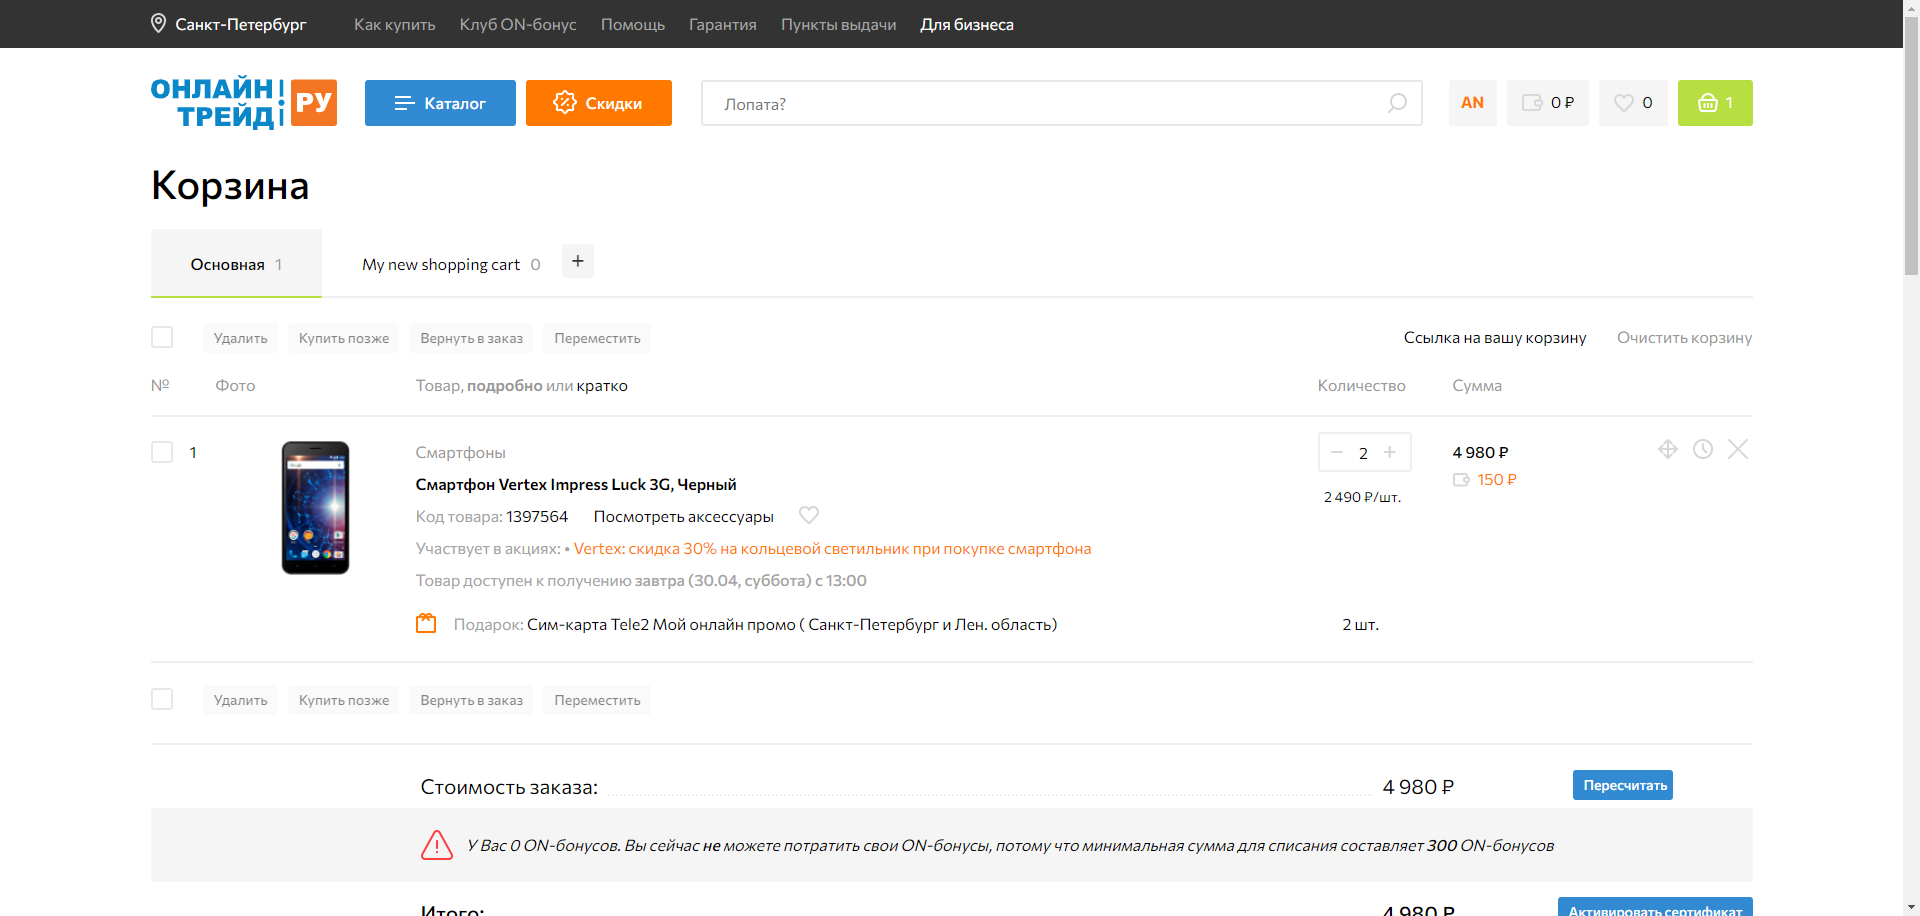 Санкт-Петербург Как купить Клуб ON-бонус Помощь Гарантия Пункты выдачи Для бизнеса
ОНЛАЙН ТРЕЙД РУ Каталог Скидки Лопата? AN 0 ₽ 0 1
Корзина
Основная 1 My new shopping cart 0 +
Удалить Купить позже Вернуть в заказ Переместить Ссылка на вашу корзину Очистить корзину
№ Фото Товар, подробно или кратко Количество Сумма
1 Смартфоны 2 4 980 ₽
150 ₽
Смартфон Vertex Impress Luck 3G, Черный
2 490 ₽/шт.
Код товара: 1397564 Посмотреть аксессуары
Участвует в акциях: • Vertex: скидка 30% на кольцевой светильник при покупке смартфона
Товар доступен к получению завтра (30.04, суббота) с 13:00
Подарок: Сим-карта Tele2 Мой онлайн промо ( Санкт-Петербург и Лен. область) 2 шт.
Удалить Купить позже Вернуть в заказ Переместить
Стоимость заказа: 4 980 ₽ Пересчитать
У Вас 0 ON-бонусов. Вы сейчас не можете потратить свои ON-бонусы, потому что минимальная сумма для списания составляет 300 ON-бонусов
Итого: 4 980 ₽ Активировать сертификат